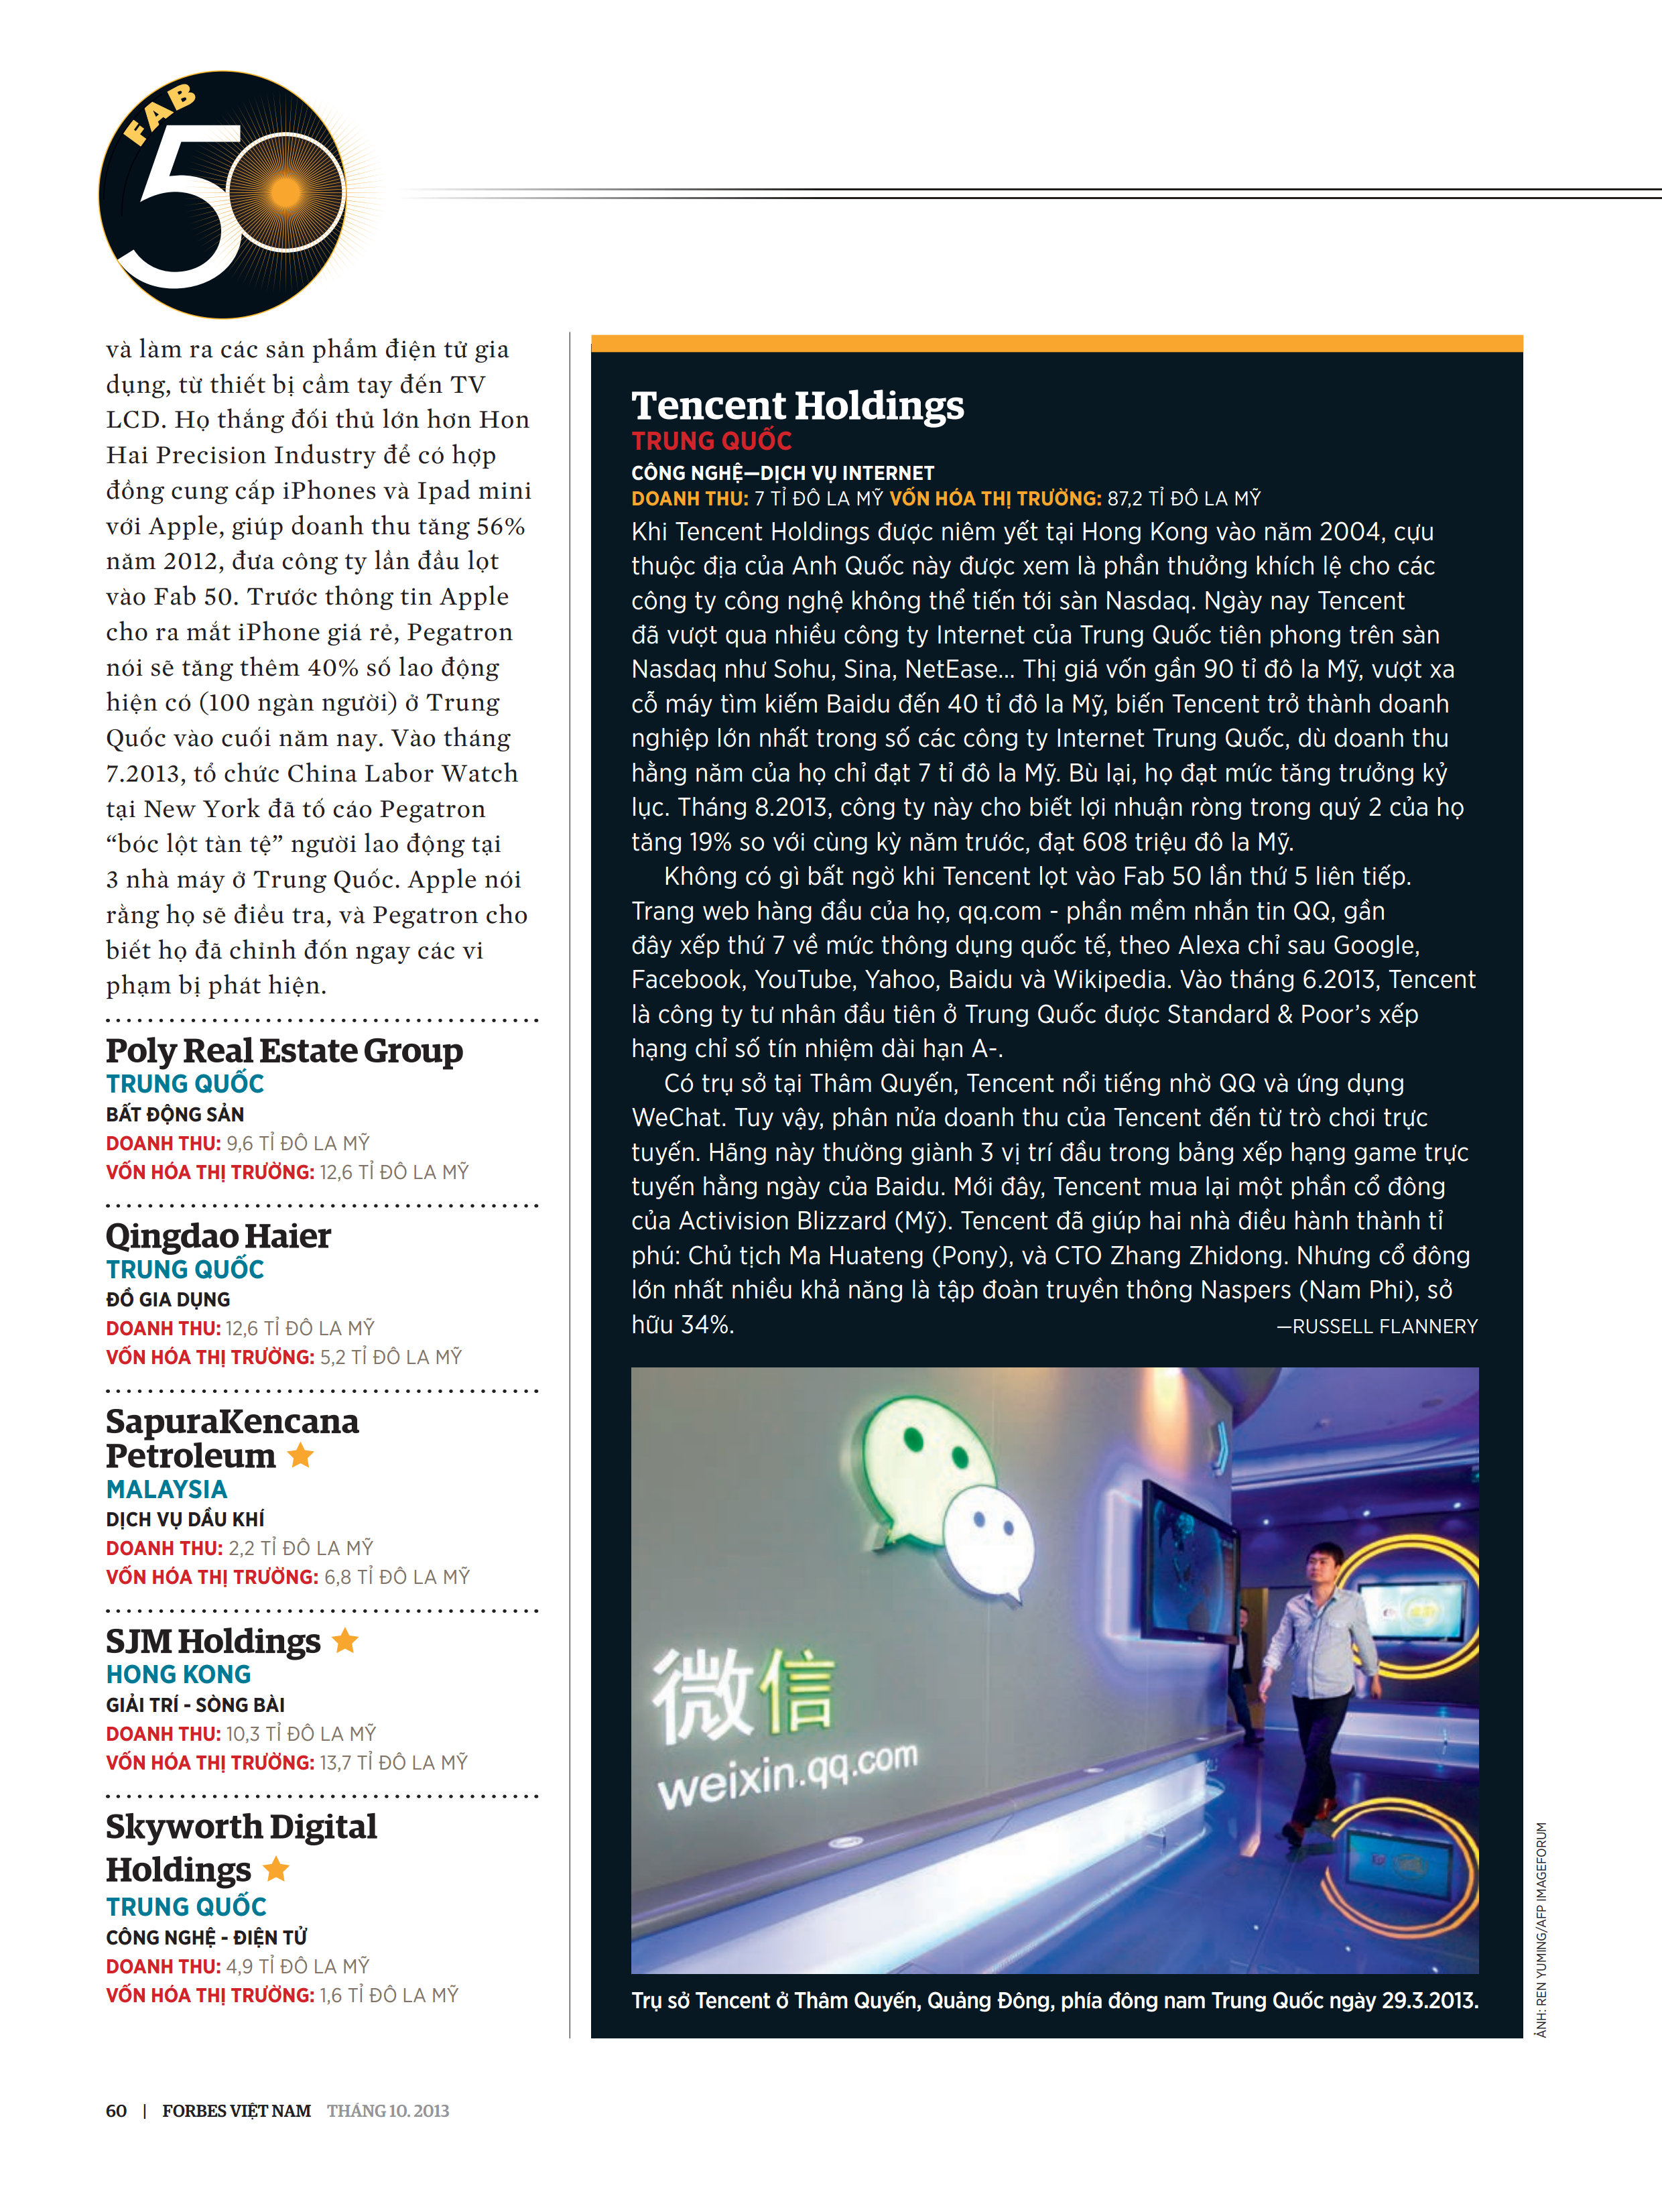 FAB
50
và làm ra các sản phẩm điện tử gia
dụng, từ thiết bị cầm tay đến TV
LCD. Họ thắng đối thủ lớn hơn Hon
Hai Precision Industry để có hợp
đồng cung cấp iPhones và Ipad mini
với Apple, giúp doanh thu tăng 56%
năm 2012, đưa công ty lần đầu lọt
vào Fab 50. Trước thông tin Apple
cho ra mắt iPhone giá rẻ, Pegatron
nói sẽ tăng thêm 40% số lao động
hiện có (100 ngàn người) ở Trung
Quốc vào cuối năm nay. Vào tháng
7.2013, tổ chức China Labor Watch
tại New York đã tố cáo Pegatron
“bóc lột tàn tệ” người lao động tại
3 nhà máy ở Trung Quốc. Apple nói
rằng họ sẽ điều tra, và Pegatron cho
biết họ đã chỉnh đốn ngay các vi
phạm bị phát hiện.
Poly Real Estate Group
TRUNG QUỐC
BẤT ĐỘNG SẢN
DOANH THU: 9,6 TỈ ĐÔ LA MỸ
VỐN HÓA THỊ TRƯỜNG: 12,6 TỈ ĐÔ LA MỸ
Qingdao Haier
TRUNG QUỐC
ĐỒ GIA DỤNG
DOANH THU: 12,6 TỈ ĐÔ LA MỸ
VỐN HÓA THỊ TRƯỜNG: 5,2 TỈ ĐÔ LA MỸ
SapuraKencana
Petroleum
MALAYSIA
DỊCH VỤ DẦU KHÍ
DOANH THU: 2,2 TỈ ĐÔ LA MỸ
VỐN HÓA THỊ TRƯỜNG: 6,8 TỈ ĐÔ LA MỸ
SJM Holdings
HONG KONG
GIẢI TRÍ - SÒNG BÀI
DOANH THU: 10,3 TỈ ĐÔ LA MỸ
VỐN HÓA THỊ TRƯỜNG: 13,7 TỈ ĐÔ LA MỸ
Skyworth Digital
Holdings
TRUNG QUỐC
CÔNG NGHỆ - ĐIỆN TỬ
DOANH THU: 4,9 TỈ ĐÔ LA MỸ
VỐN HÓA THỊ TRƯỜNG: 1,6 TỈ ĐÔ LA MỸ
Tencent Holdings
TRUNG QUỐC
CÔNG NGHỆ—DỊCH VỤ INTERNET
DOANH THU: 7 TỈ ĐÔ LA MỸ VỐN HÓA THỊ TRƯỜNG: 87,2 TỈ ĐÔ LA MỸ
Khi Tencent Holdings được niêm yết tại Hong Kong vào năm 2004, cựu
thuộc địa của Anh Quốc này được xem là phần thưởng khích lệ cho các
công ty công nghệ không thể tiến tới sàn Nasdaq. Ngày nay Tencent
đã vượt qua nhiều công ty Internet của Trung Quốc tiên phong trên sàn
Nasdaq như Sohu, Sina, NetEase... Thị giá vốn gần 90 tỉ đô la Mỹ, vượt xa
cỗ máy tìm kiếm Baidu đến 40 tỉ đô la Mỹ, biến Tencent trở thành doanh
nghiệp lớn nhất trong số các công ty Internet Trung Quốc, dù doanh thu
hằng năm của họ chỉ đạt 7 tỉ đô la Mỹ. Bù lại, họ đạt mức tăng trưởng kỷ
lục. Tháng 8.2013, công ty này cho biết lợi nhuận ròng trong quý 2 của họ
tăng 19% so với cùng kỳ năm trước, đạt 608 triệu đô la Mỹ.
Không có gì bất ngờ khi Tencent lọt vào Fab 50 lần thứ 5 liên tiếp.
Trang web hàng đầu của họ, qq.com - phần mềm nhắn tin QQ, gần
đây xếp thứ 7 về mức thông dụng quốc tế, theo Alexa chỉ sau Google,
Facebook, YouTube, Yahoo, Baidu và Wikipedia. Vào tháng 6.2013, Tencent
là công ty tư nhân đầu tiên ở Trung Quốc được Standard & Poor’s xếp
hạng chỉ số tín nhiệm dài hạn A-.
Có trụ sở tại Thâm Quyến, Tencent nổi tiếng nhờ QQ và ứng dụng
WeChat. Tuy vậy, phân nửa doanh thu của Tencent đến từ trò chơi trực
tuyến. Hãng này thường giành 3 vị trí đầu trong bảng xếp hạng game trực
tuyến hằng ngày của Baidu. Mới đây, Tencent mua lại một phần cổ đông
của Activision Blizzard (Mỹ). Tencent đã giúp hai nhà điều hành thành tỉ
phú: Chủ tịch Ma Huateng (Pony), và CTO Zhang Zhidong. Nhưng cổ đông
lớn nhất nhiều khả năng là tập đoàn truyền thông Naspers (Nam Phi), sở
hữu 34%. —RUSSELL FLANNERY
微信
weixin.qq.com
Trụ sở Tencent ở Thâm Quyến, Quảng Đông, phía đông nam Trung Quốc ngày 29.3.2013.
ẢNH: REN YUMING/AFP IMAGEFORUM
60 | FORBES VIỆT NAM THÁNG 10. 2013